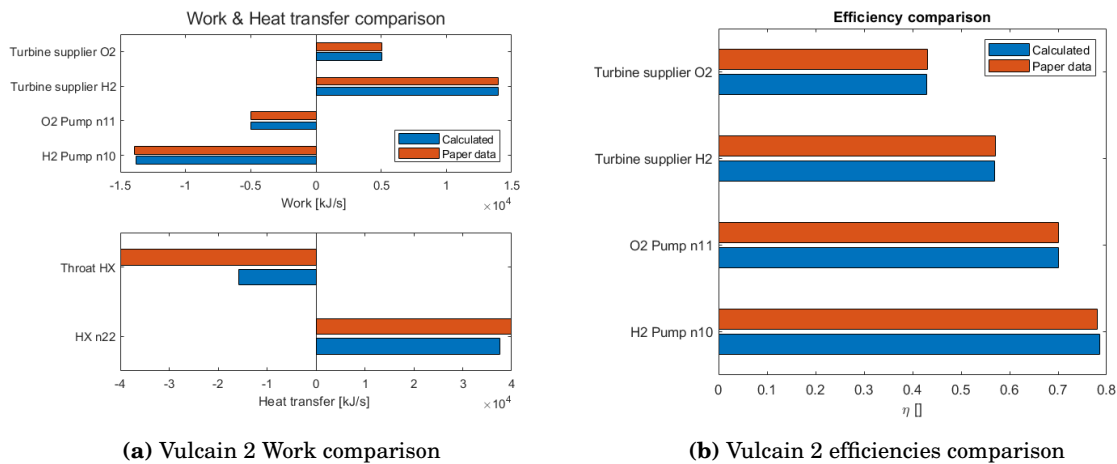 Work & Heat transfer comparison
Turbine supplier O2
Turbine supplier H2
O2 Pump n11
H2 Pump n10
Calculated
Paper data
-1.5 -1 -0.5 0 0.5 1 1.5
Work [kJ/s]
×10⁴
Throat HX
HX n22
-4 -3 -2 -1 0 1 2 3 4
Heat transfer [kJ/s]
×10⁴
(a) Vulcain 2 Work comparison
Efficiency comparison
Calculated
Paper data
Turbine supplier O2
Turbine supplier H2
O2 Pump n11
H2 Pump n10
0 0.1 0.2 0.3 0.4 0.5 0.6 0.7 0.8
η []
(b) Vulcain 2 efficiencies comparison